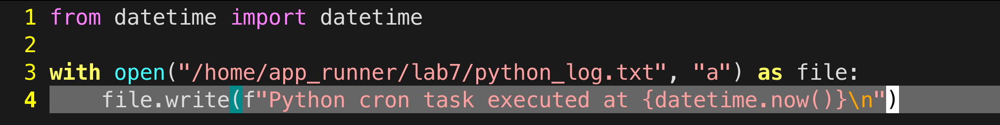 1 from datetime import datetime
2
3 with open("/home/app_runner/lab7/python_log.txt", "a") as file:
4     file.write(f"Python cron task executed at {datetime.now()}\n")